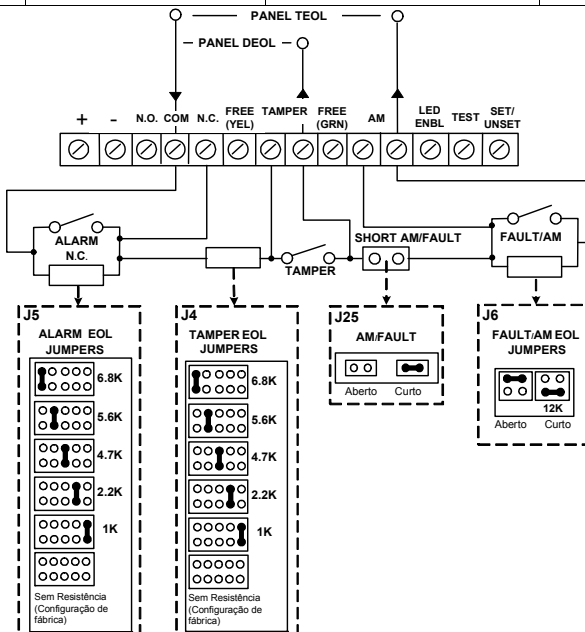 PANEL TEOL
PANEL DEOL
+ - N.O. COM N.C. FREE (YEL) TAMPER FREE (GRN) AM LED ENBL TEST SET/ UNSET
ALARM
N.C.
TAMPER
SHORT AM/FAULT
FAULT/AM
J5
ALARM EOL
JUMPERS
6.8K
5.6K
4.7K
2.2K
1K
Sem Resistência
(Configuração de
fábrica)
J4
TAMPER EOL
JUMPERS
6.8K
5.6K
4.7K
2.2K
1K
Sem Resistência
(Configuração de
fábrica)
J25
AM/FAULT
Aberto Curto
J6
FAULT/AM EOL
JUMPERS
12K
Aberto Curto